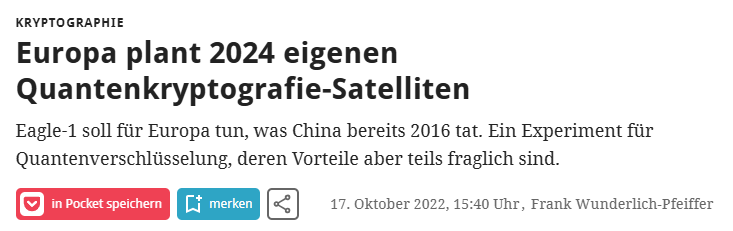 KRYPTOGRAPHIE
Europa plant 2024 eigenen
Quantenkryptografie-Satelliten
Eagle-1 soll für Europa tun, was China bereits 2016 tat. Ein Experiment für
Quantenverschlüsselung, deren Vorteile aber teils fraglich sind.
in Pocket speichern merken 17. Oktober 2022, 15:40 Uhr, Frank Wunderlich-Pfeiffer